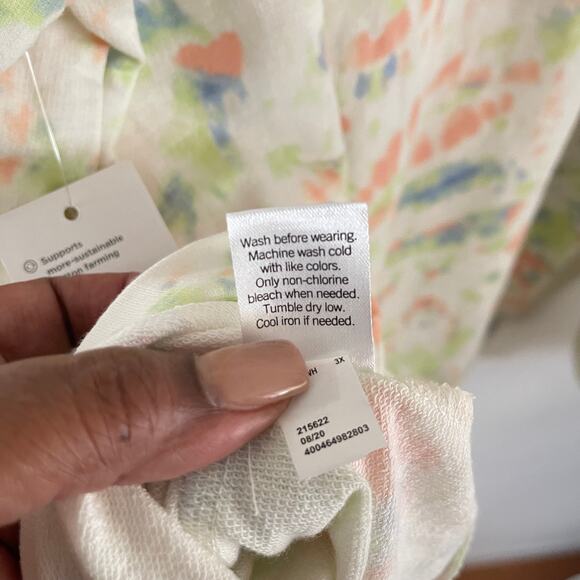 Supports
more-sustainable
farming
Wash before wearing.
Machine wash cold
with like colors.
Only non-chlorine
bleach when needed.
Tumble dry low.
Cool iron if needed.
3X
215622
08/20
400464982803